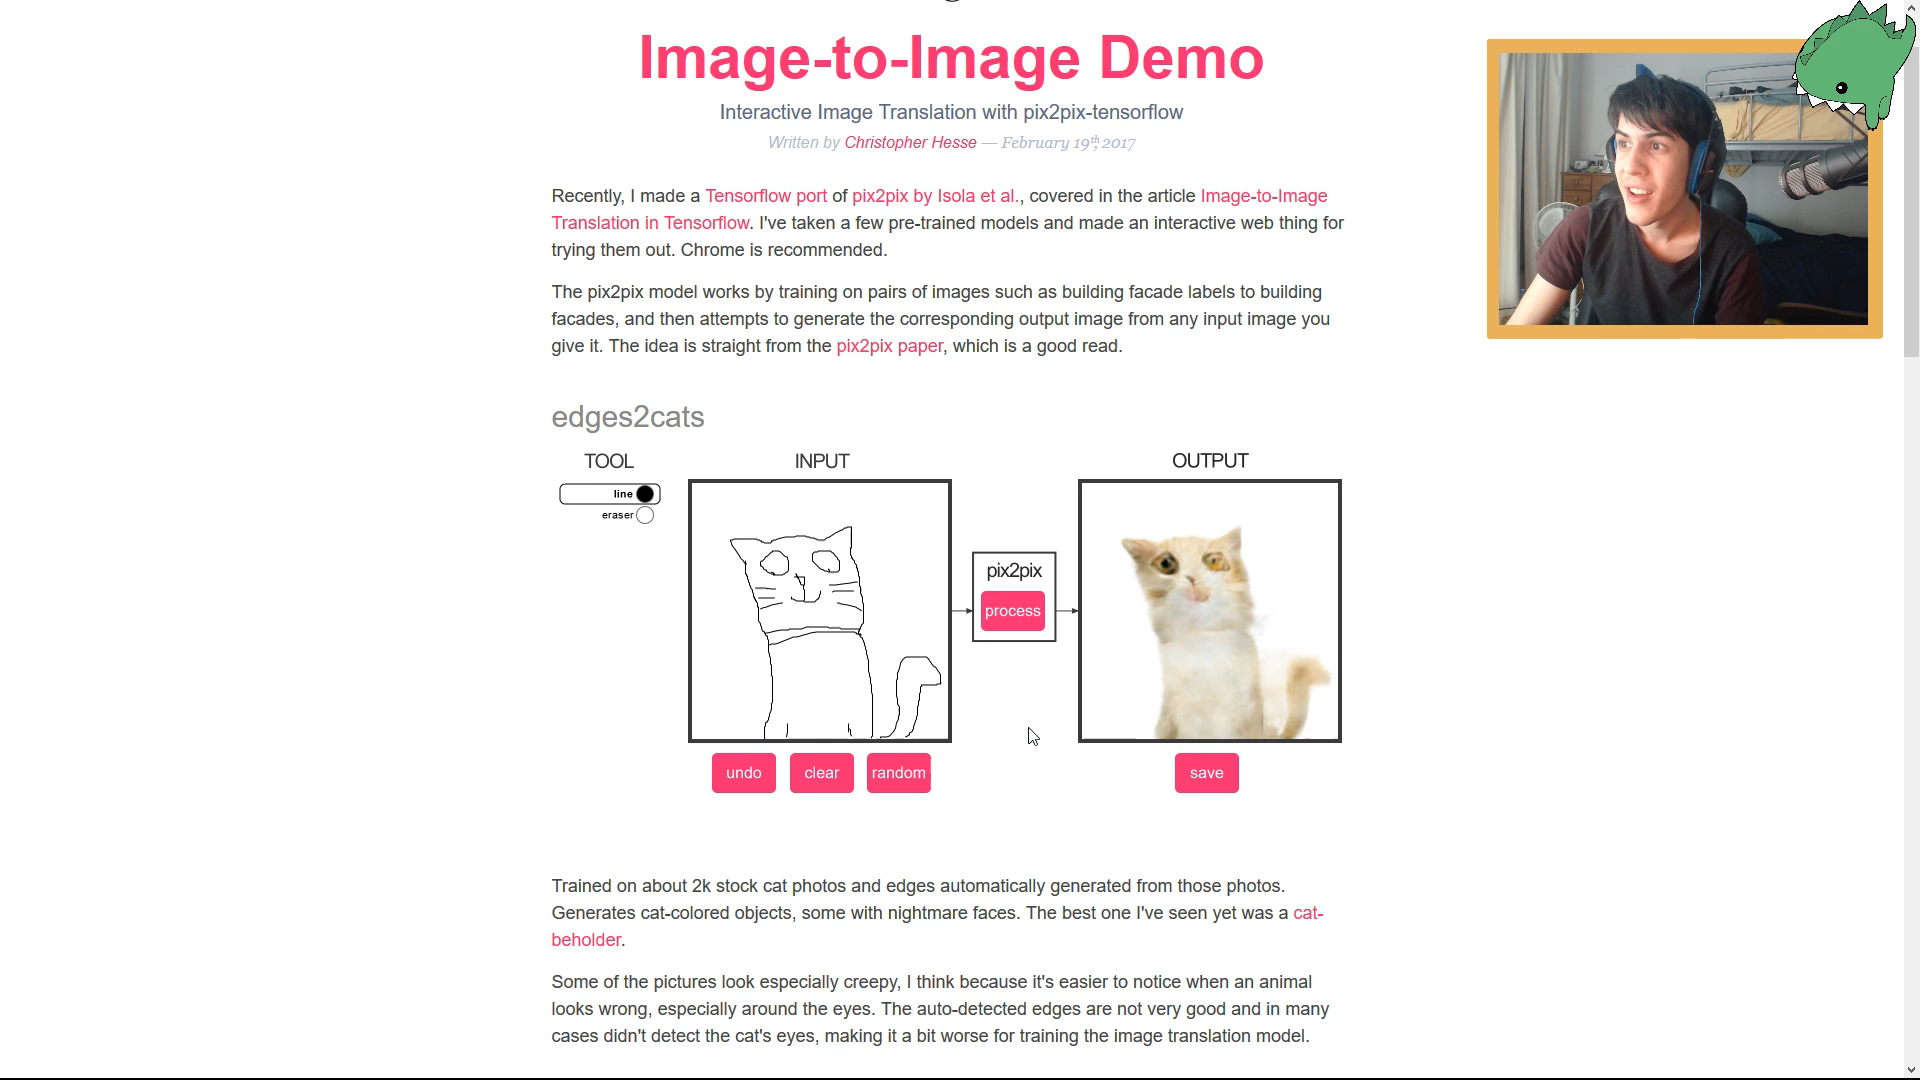 Image-to-Image Demo
Interactive Image Translation with pix2pix-tensorflow
Written by Christopher Hesse — February 19th, 2017
Recently, I made a Tensorflow port of pix2pix by Isola et al., covered in the article Image-to-Image
Translation in Tensorflow. I've taken a few pre-trained models and made an interactive web thing for
trying them out. Chrome is recommended.
The pix2pix model works by training on pairs of images such as building facade labels to building
facades, and then attempts to generate the corresponding output image from any input image you
give it. The idea is straight from the pix2pix paper, which is a good read.
edges2cats
TOOL
INPUT
OUTPUT
line
eraser
pix2pix
process
undo
clear
random
save
Trained on about 2k stock cat photos and edges automatically generated from those photos.
Generates cat-colored objects, some with nightmare faces. The best one I've seen yet was a cat-
beholder.
Some of the pictures look especially creepy, I think because it's easier to notice when an animal
looks wrong, especially around the eyes. The auto-detected edges are not very good and in many
cases didn't detect the cat's eyes, making it a bit worse for training the image translation model.